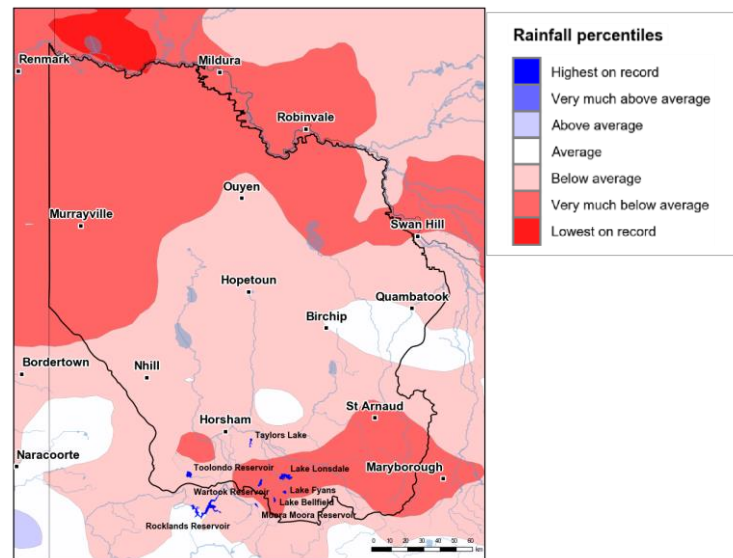 Rainfall percentiles
Highest on record
Very much above average
Above average
Average
Below average
Very much below average
Lowest on record
Renmark
Mildura
Robinvale
Ouyen
Murrayville
Swan Hill
Hopetoun
Quambatook
Birchip
Bordertown
Nhill
St Arnaud
Horsham
Taylors Lake
Naracoorte
Toolondo Reservoir
Lake Lonsdale
Maryborough
Wartook Reservoir
Lake Fyans
Lake Bellfield
Moora Moora Reservoir
Rocklands Reservoir
0 10 20 30 40 50 60
km